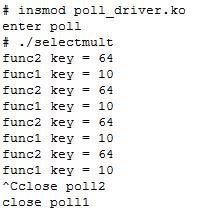 # insmod poll_driver.ko
enter poll
# ./selectmult
func2 key = 64
func1 key = 10
func2 key = 64
func1 key = 10
func2 key = 64
func1 key = 10
func2 key = 64
func1 key = 10
^Cclose poll2
close poll1